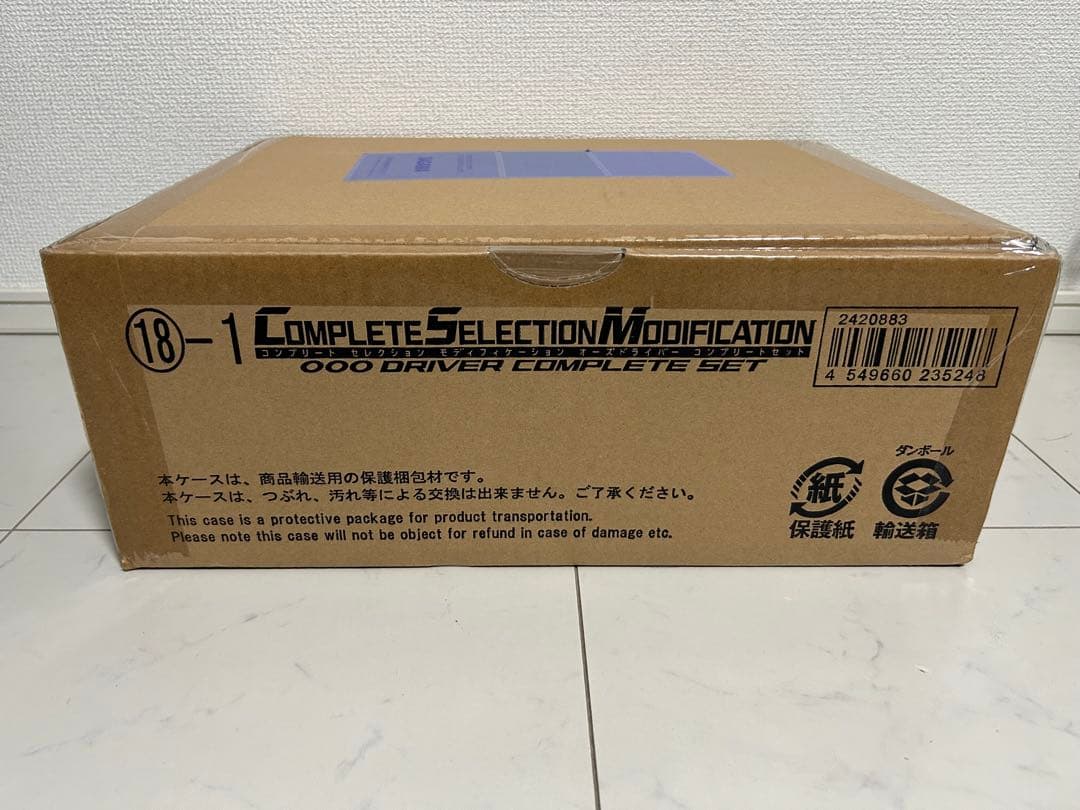 ⑱-1 COMPLETE SELECTION MODIFICATION
コンプリート セレクション モディフィケーション オーズドライバー コンプリートセット
OOO DRIVER COMPLETE SET
2420883
4 549660 235248
本ケースは、商品輸送用の保護梱包材です。
本ケースは、つぶれ、汚れ等による交換は出来ません。ご了承ください。
This case is a protective package for product transportation.
Please note this case will not be object for refund in case of damage etc.
紙
保護紙
ダンボール
輸送箱